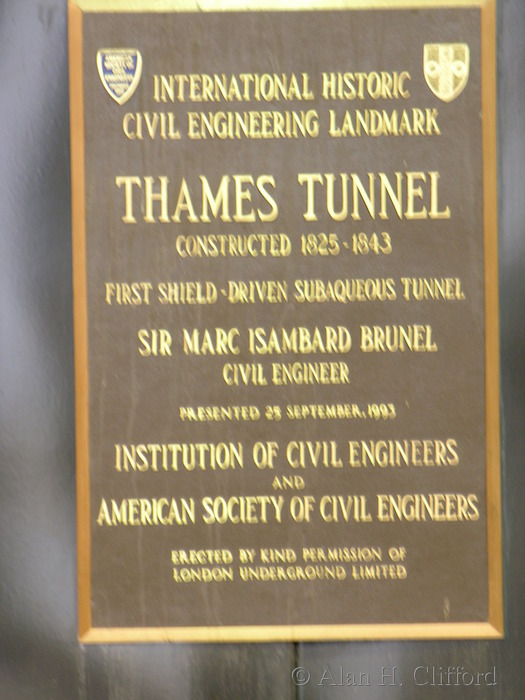 INTERNATIONAL HISTORIC
CIVIL ENGINEERING LANDMARK
THAMES TUNNEL
CONSTRUCTED 1825-1843
FIRST SHIELD-DRIVEN SUBAQUEOUS TUNNEL
SIR MARC ISAMBARD BRUNEL
CIVIL ENGINEER
PRESENTED 25 SEPTEMBER, 1993
INSTITUTION OF CIVIL ENGINEERS
AND
AMERICAN SOCIETY OF CIVIL ENGINEERS
ERECTED BY KIND PERMISSION OF
LONDON UNDERGROUND LIMITED
© Alan H. Clifford